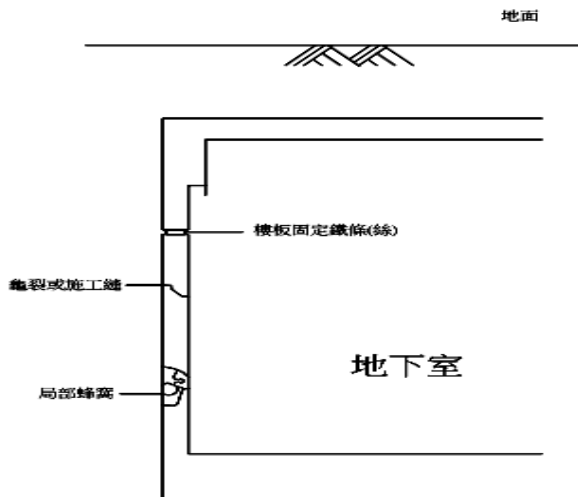 地面
樓板固定鐵條(絲)
龜裂或施工縫
地下室
局部蜂窩